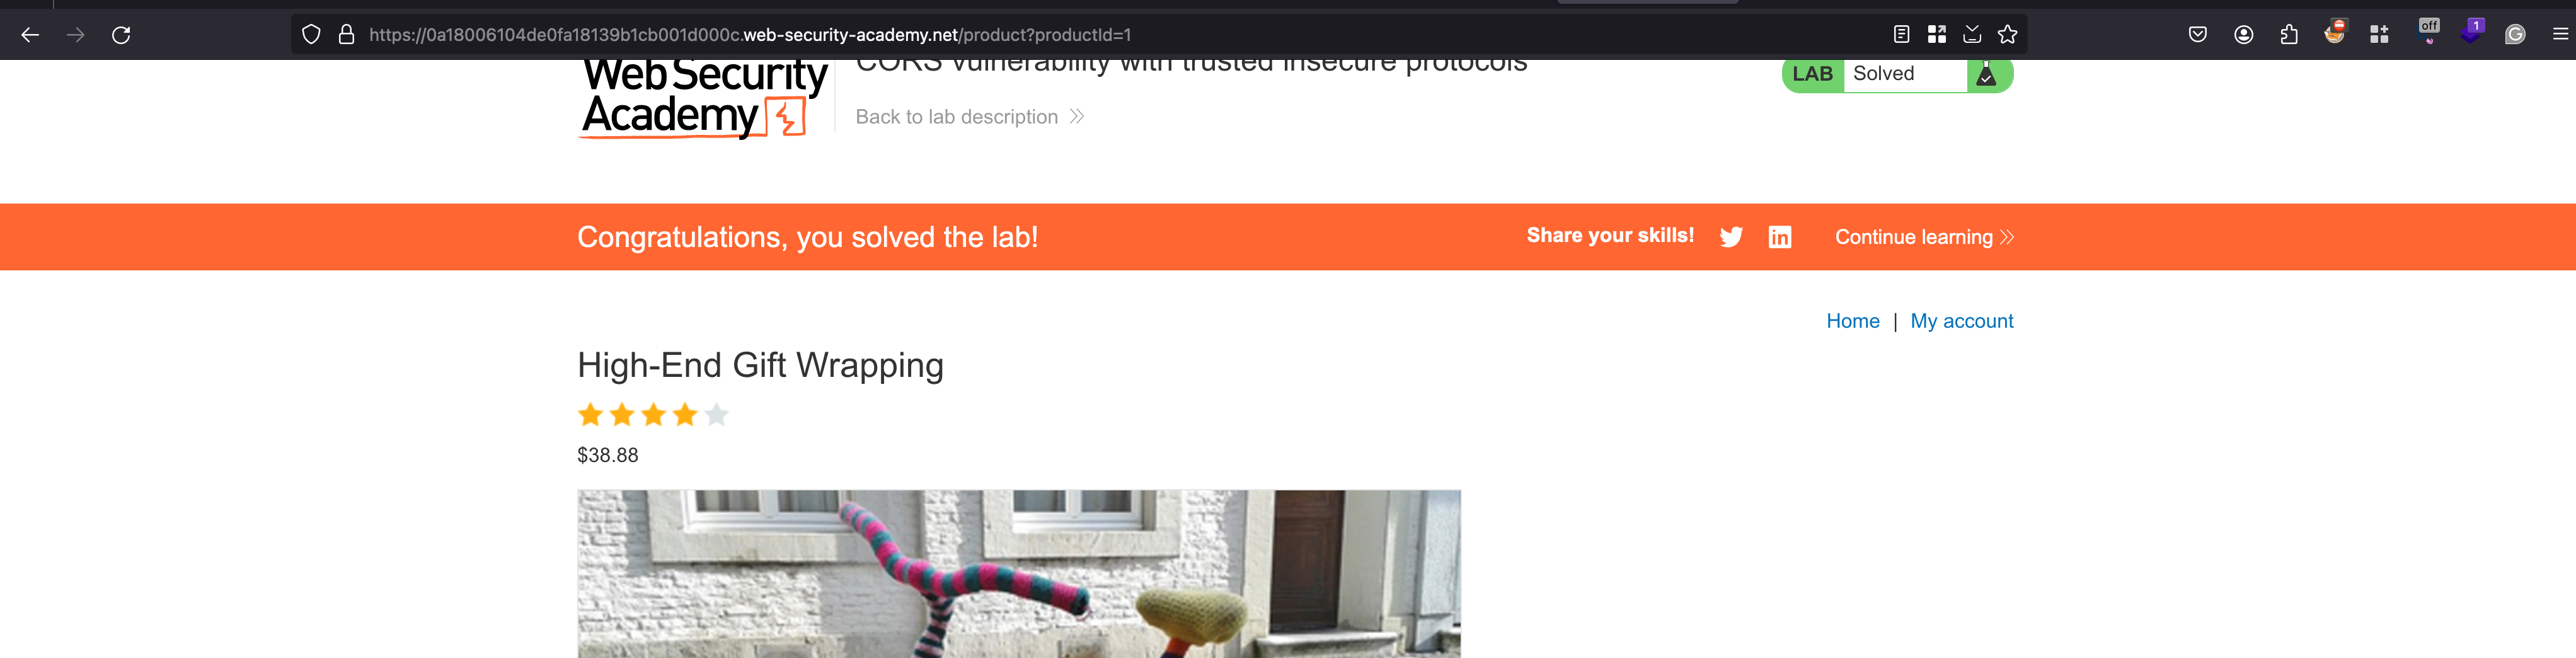 https://0a18006104de0fa18139b1cb001d000c.web-security-academy.net/product?productId=1
off
1
Web Security
Academy
CORS vulnerability with trusted insecure protocols
Back to lab description
LAB Solved
Congratulations, you solved the lab!
Share your skills!
Continue learning
Home | My account
High-End Gift Wrapping
$38.88